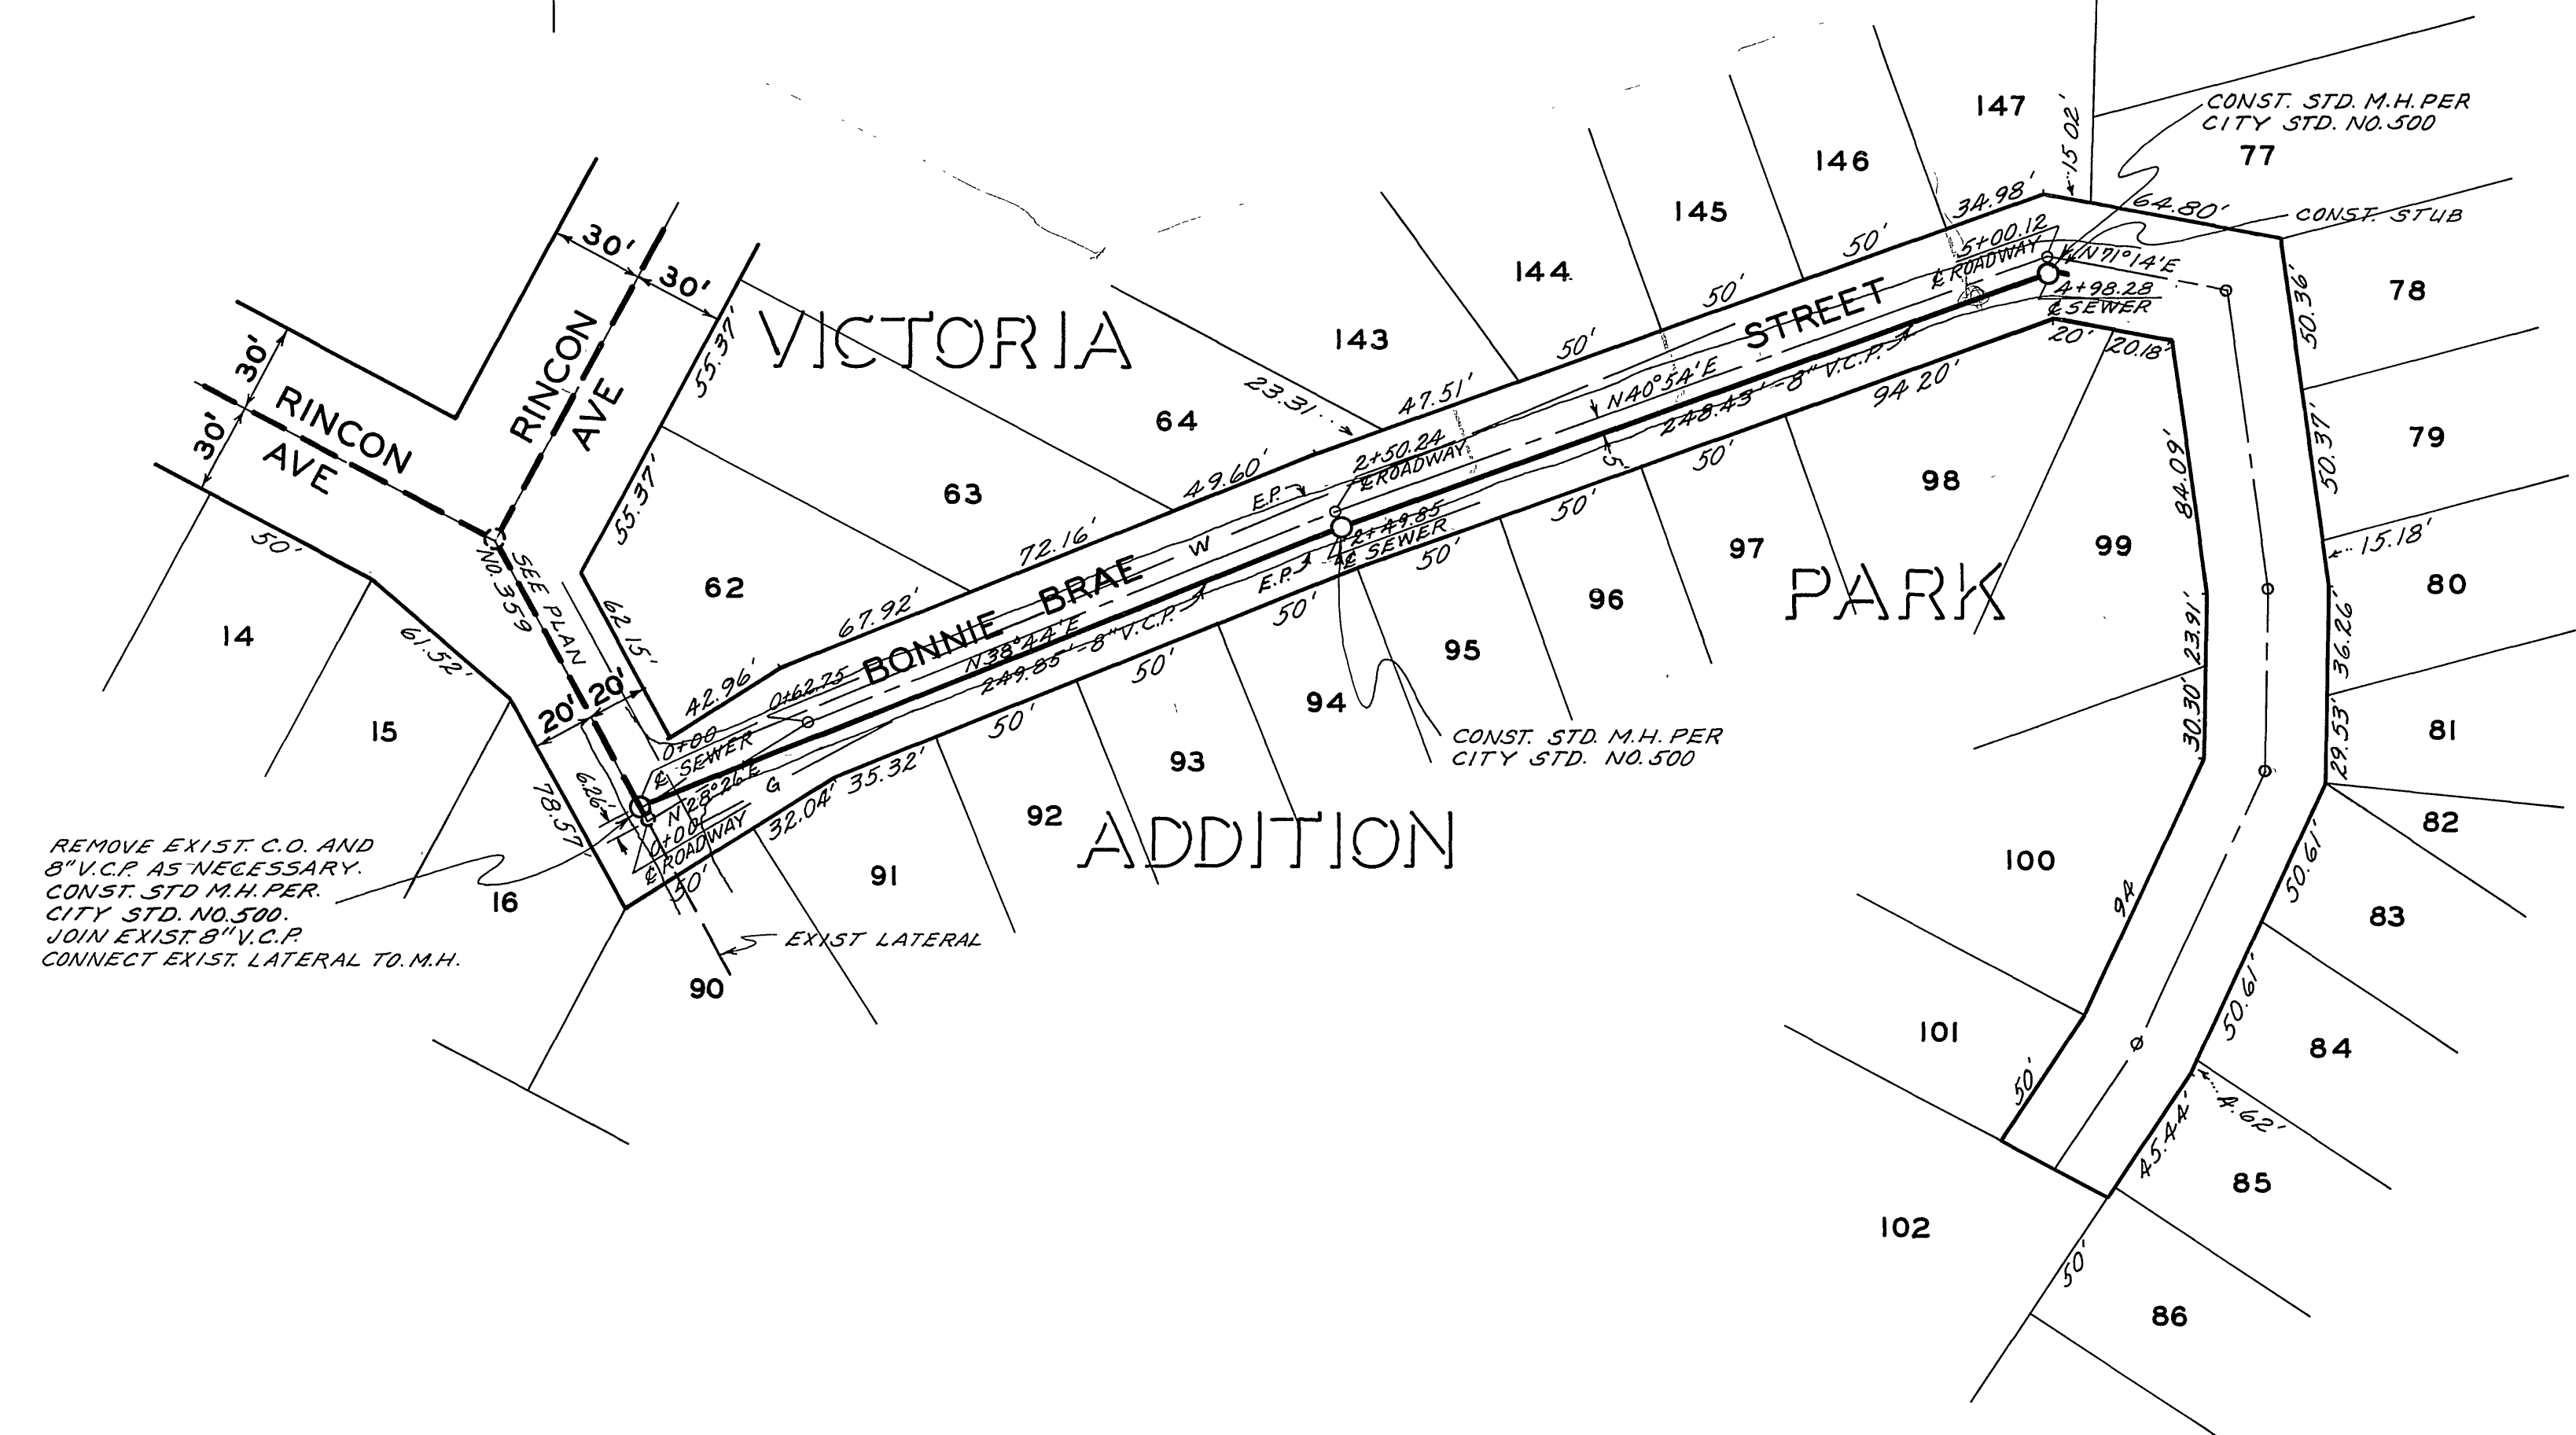 147
15.02'
CONST. STD. M.H. PER
CITY STD. NO. 500
77
146
145
34.98'
64.80'
CONST. STUB
30'
30'
50'
5+00.12
℄ ROADWAY
N71°14'E
144
50'
STREET
4+98.28
℄ SEWER
78
50.36'
VICTORIA
143
50'
20'
20.18'
RINCON
AVE
55.37'
30'
30'
RINCON
AVE
23.31
47.51'
N40°54'E
248.43'-8" V.C.P.
94.20'
64
79
50.37'
2+50.24
℄ ROADWAY
5'
50'
84.09'
98
63
49.60'
E.P.
55.37'
50'
2+49.85
℄ SEWER
15.18'
50'
NO. 359
SEE PLAN
72.16'
W
50'
97
99
62
BONNIE BRAE
E.P.
PARK
80
96
67.92'
50'
14
61.52'
62.15'
N38°44'E
249.85'-8" V.C.P.
95
23.91'
36.26'
20'
20'
42.96'
0+62.75
50'
94
30.30'
15
0+00
℄ SEWER
50'
81
29.53'
CONST. STD. M.H. PER
CITY STD. NO. 500
93
6.26'
N28°26'E
G
35.32'
78.57'
0+00
℄ ROADWAY
32.04'
92
ADDITION
82
REMOVE EXIST. C.O. AND
8" V.C.P. AS NECESSARY.
CONST. STD M.H. PER.
CITY STD. NO. 500.
JOIN EXIST. 8" V.C.P.
CONNECT EXIST. LATERAL TO. M.H.
16
50'
91
100
50.61'
94
83
EXIST LATERAL
90
101
50.61'
84
50'
4.62'
45.44'
85
102
50'
86